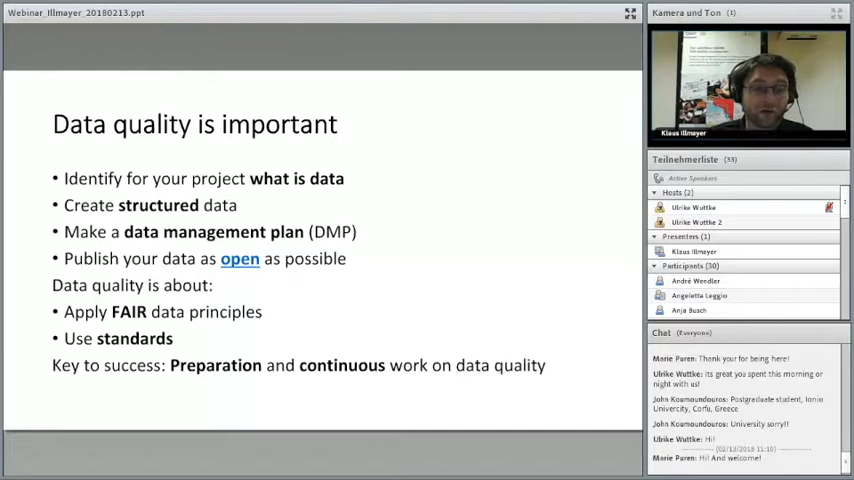 Webinar_Illmayer_20180213.ppt
Data quality is important
• Identify for your project what is data
• Create structured data
• Make a data management plan (DMP)
• Publish your data as open as possible
Data quality is about:
• Apply FAIR data principles
• Use standards
Key to success: Preparation and continuous work on data quality
Kamera und Ton (1)
Klaus Illmayer
Teilnehmerliste (33)
Active Speakers
Hosts (2)
Ulrike Wuttke
Ulrike Wuttke 2
Presenters (1)
Klaus Illmayer
Participants (30)
André Wendler
Angeletta Leggio
Anja Busch
Chat (Everyone)
Marie Puren: Thank your for being here!
Ulrike Wuttke: Its great you spent this morning or
night with us!
John Koumoundouros: Postgraduate student, Ionio
Univercity, Corfu, Greece
John Koumoundouros: University sorry!!
Ulrike Wuttke: Hi!
(02/13/2018 11:10)
Marie Puren: Hi! And welcome!